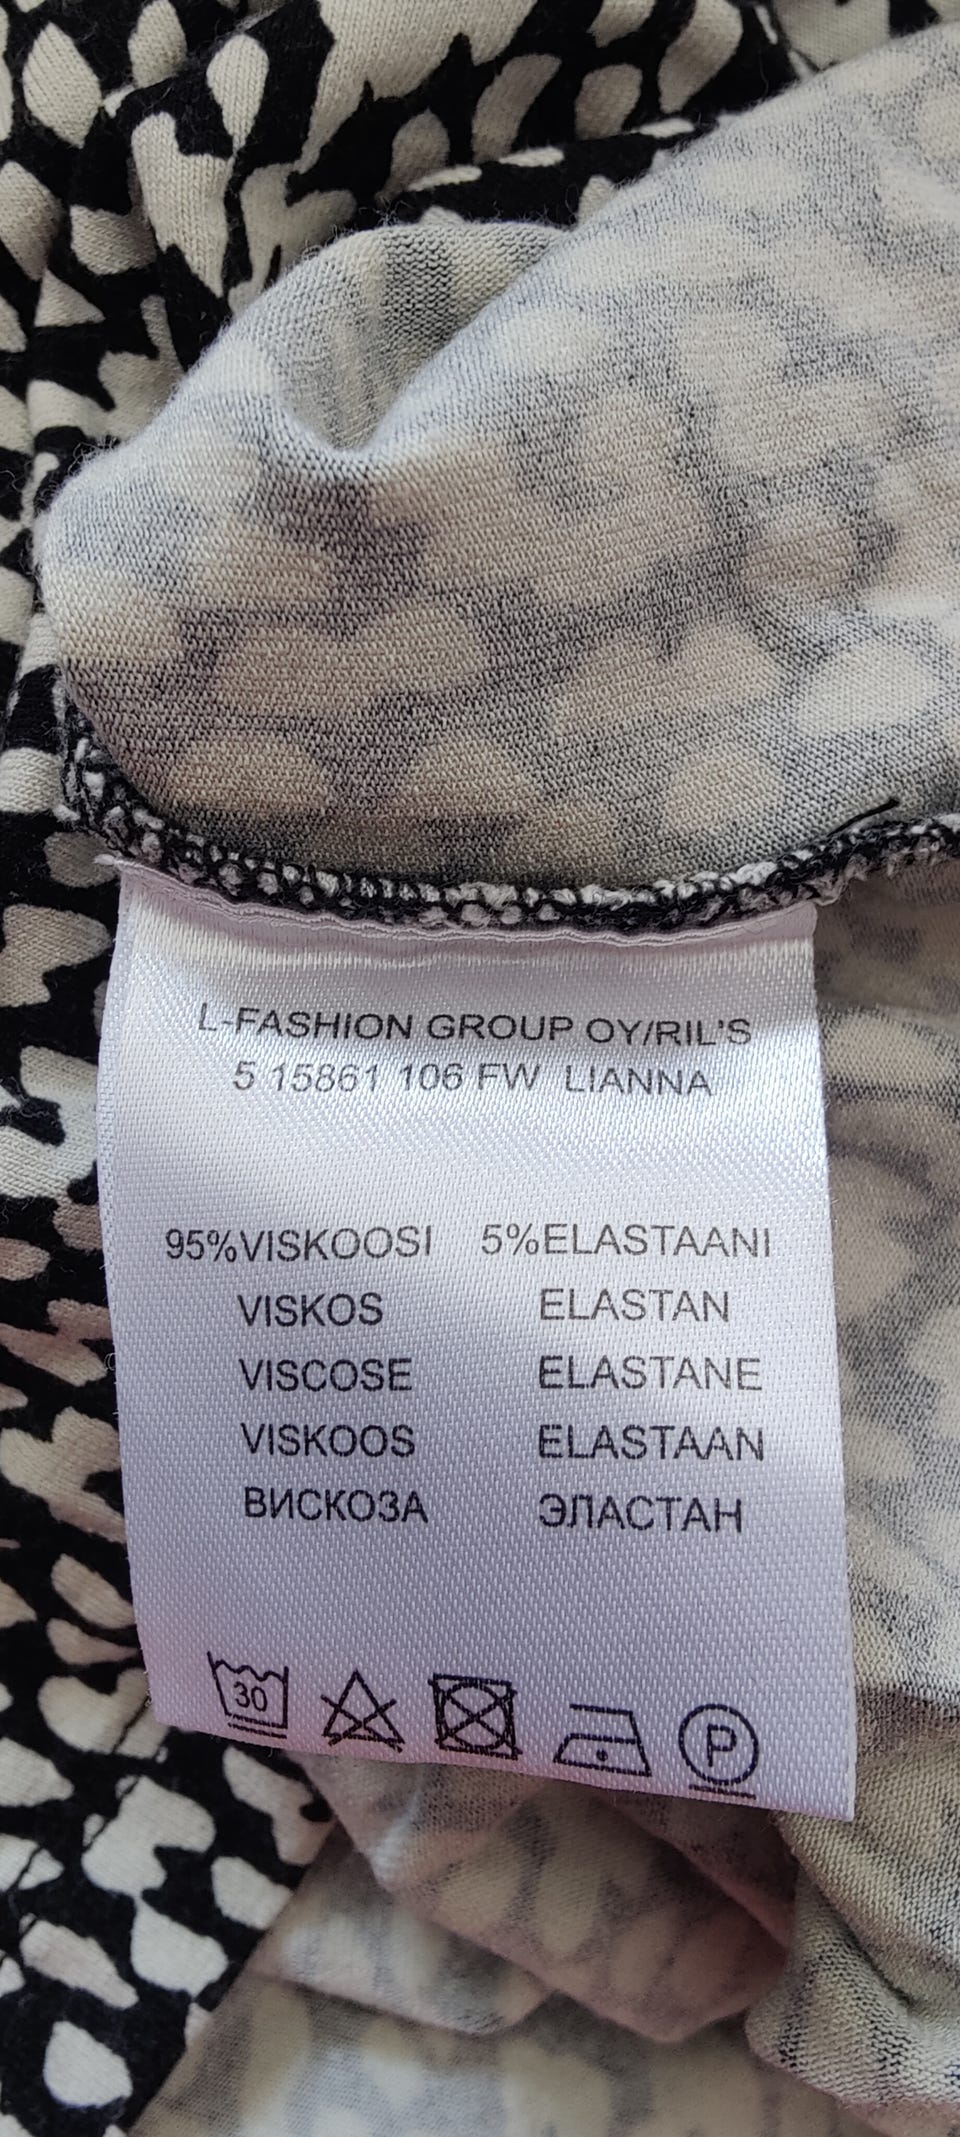 L-FASHION GROUP OY/RIL'S
5 15861 106 FW LIANNA
95%VISKOOSI 5%ELASTAANI
VISKOS ELASTAN
VISCOSE ELASTANE
VISKOOS ELASTAAN
ВИСКОЗА ЭЛАСТАН
30 P